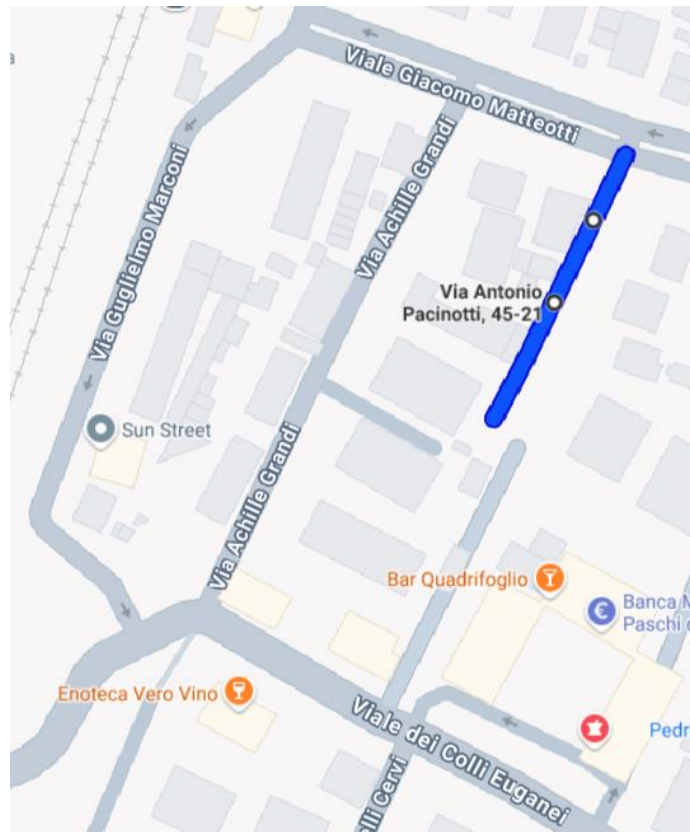 Viale Giacomo Matteotti
Via Achille Grandi
Via Guglielmo Marconi
Via Antonio
Pacinotti, 45-21
Sun Street
Via Achille Grandi
Bar Quadrifoglio
Banca M
Paschi
Enoteca Vero Vino
Viale dei Colli Euganei
Pedr
lli Cervi